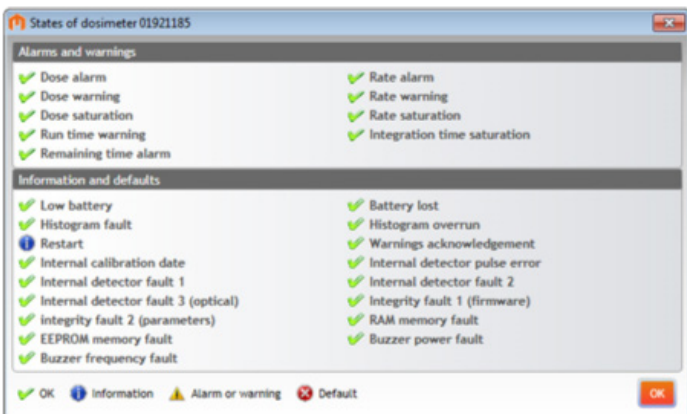 States of dosimeter 01921185
Alarms and warnings
Dose alarm
Rate alarm
Dose warning
Rate warning
Dose saturation
Rate saturation
Run time warning
Integration time saturation
Remaining time alarm
Information and defaults
Low battery
Battery lost
Histogram fault
Histogram overrun
Restart
Warnings acknowledgement
Internal calibration date
Internal detector pulse error
Internal detector fault 1
Internal detector fault 2
Internal detector fault 3 (optical)
Integrity fault 1 (firmware)
integrity fault 2 (parameters)
RAM memory fault
EEPROM memory fault
Buzzer power fault
Buzzer frequency fault
OK Information Alarm or warning Default OK